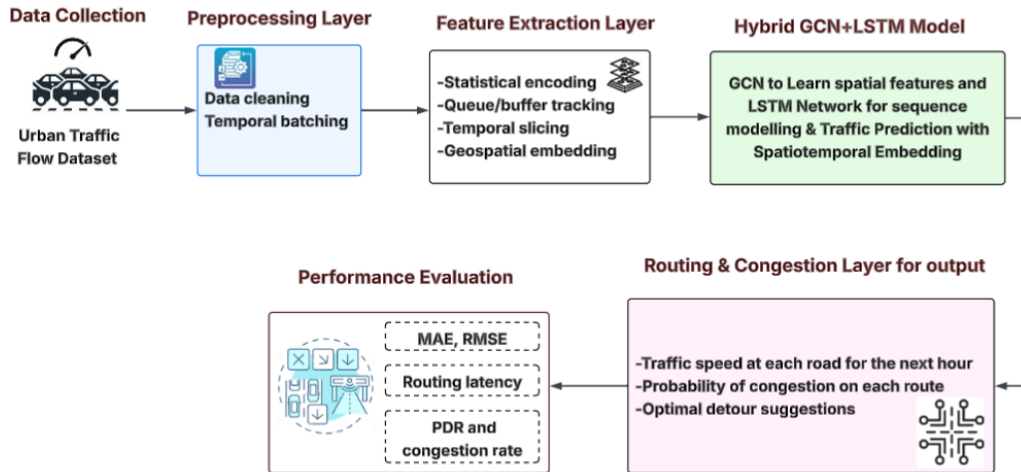 Data Collection
Urban Traffic
Flow Dataset
Preprocessing Layer
Data cleaning
Temporal batching
Feature Extraction Layer
-Statistical encoding
-Queue/buffer tracking
-Temporal slicing
-Geospatial embedding
Hybrid GCN+LSTM Model
GCN to Learn spatial features and
LSTM Network for sequence
modelling & Traffic Prediction with
Spatiotemporal Embedding
Routing & Congestion Layer for output
-Traffic speed at each road for the next hour
-Probability of congestion on each route
-Optimal detour suggestions
Performance Evaluation
MAE, RMSE
Routing latency
PDR and
congestion rate